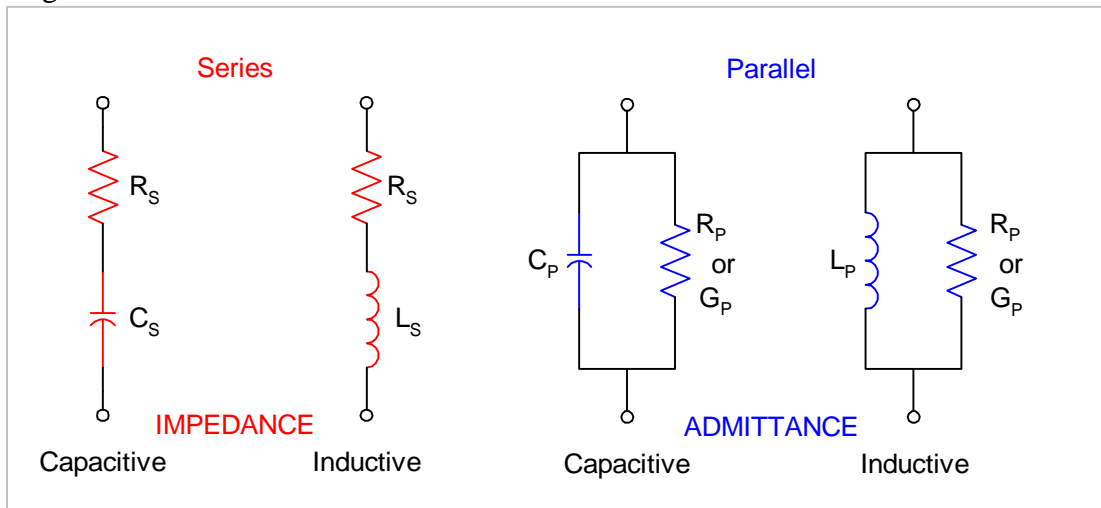 Series
Parallel
R_S
R_S
C_S
L_S
C_P
R_P
or
G_P
L_P
R_P
or
G_P
IMPEDANCE
ADMITTANCE
Capacitive
Inductive
Capacitive
Inductive